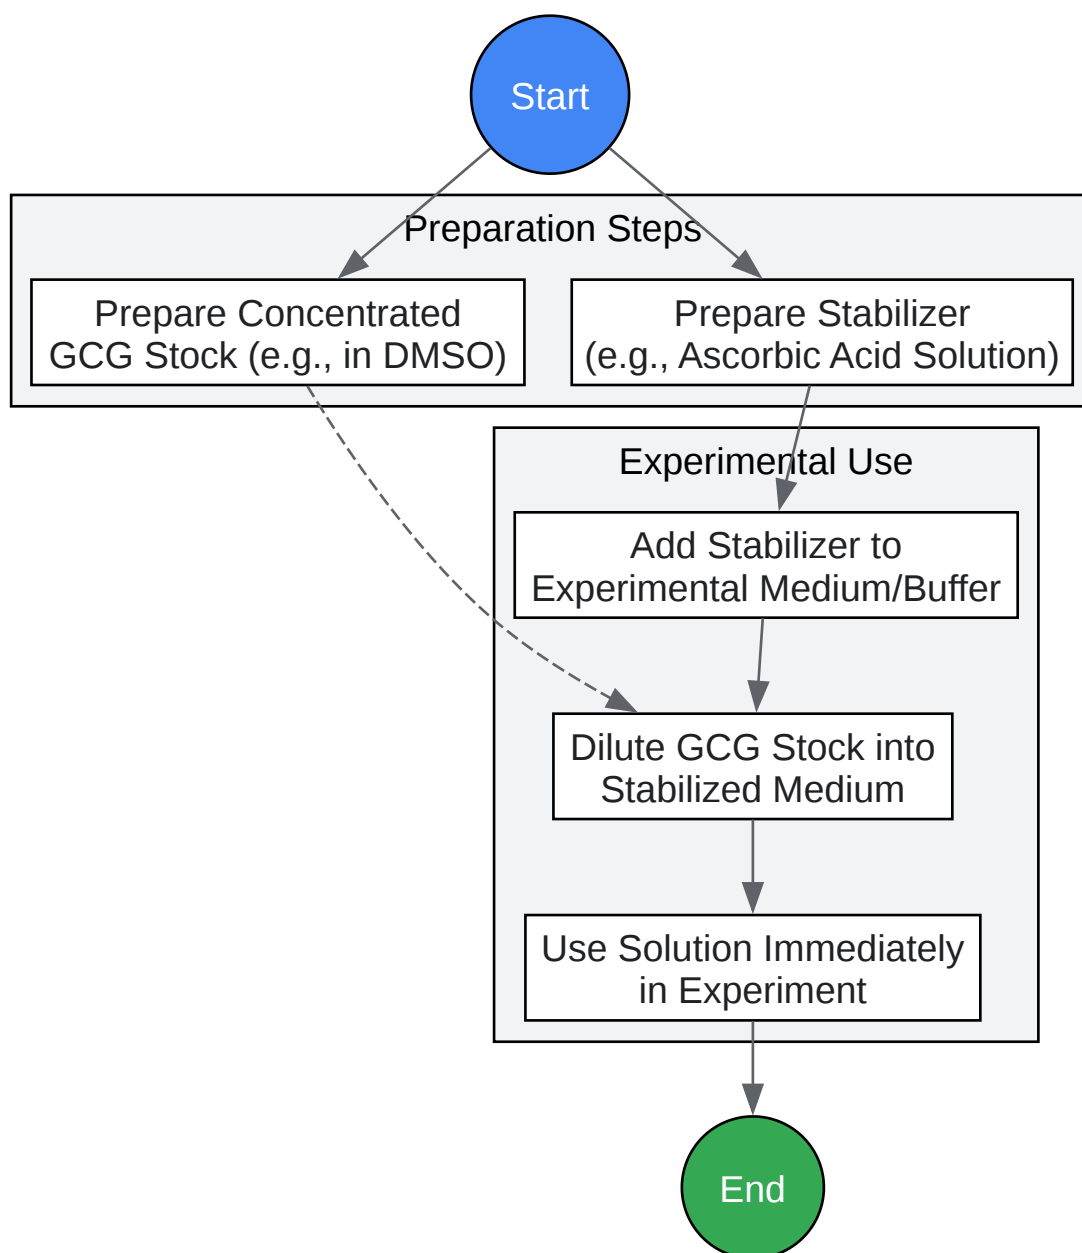 Start
Preparation Steps
Prepare Concentrated
GCG Stock (e.g., in DMSO)
Prepare Stabilizer
(e.g., Ascorbic Acid Solution)
Experimental Use
Add Stabilizer to
Experimental Medium/Buffer
Dilute GCG Stock into
Stabilized Medium
Use Solution Immediately
in Experiment
End